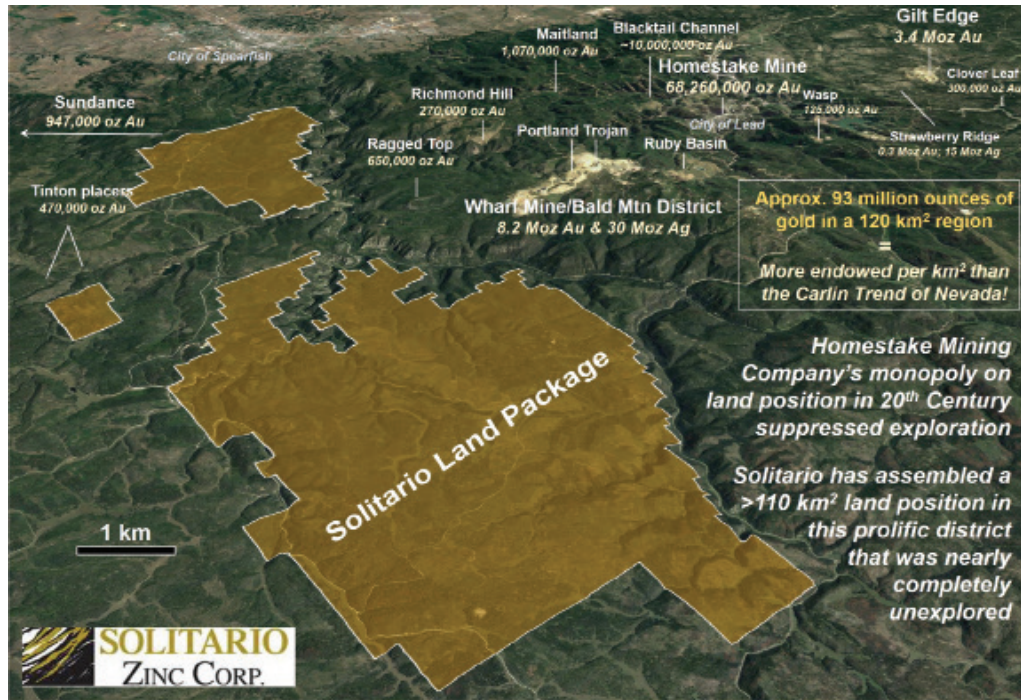 City of Spearfish
Sundance
947,000 oz Au
Tinton placers
470,000 oz Au
Maitland
1,070,000 oz Au
Blacktail Channel
~10,000,000 oz Au
Gilt Edge
3.4 Moz Au
Richmond Hill
270,000 oz Au
Homestake Mine
68,260,000 oz Au
Clover Leaf
300,000 oz Au
Wasp
125,000 oz Au
City of Lead
Ragged Top
650,000 oz Au
Portland Trojan
Ruby Basin
Strawberry Ridge
0.3 Moz Au; 15 Moz Ag
Wharf Mine/Bald Mtn District
8.2 Moz Au & 30 Moz Ag
Approx. 93 million ounces of
gold in a 120 km² region
=
More endowed per km² than
the Carlin Trend of Nevada!
Homestake Mining
Company's monopoly on
land position in 20th Century
suppressed exploration
Solitario has assembled a
>110 km² land position in
this prolific district
that was nearly
completely
unexplored
Solitario Land Package
1 km
SOLITARIO
ZINC CORP.